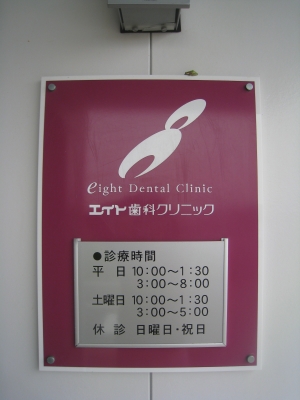 eight Dental Clinic
エイト歯科クリニック
●診療時間
平 日 10:00〜1:30
3:00〜8:00
土曜日 10:00〜1:30
3:00〜5:00
休 診 日曜日・祝日